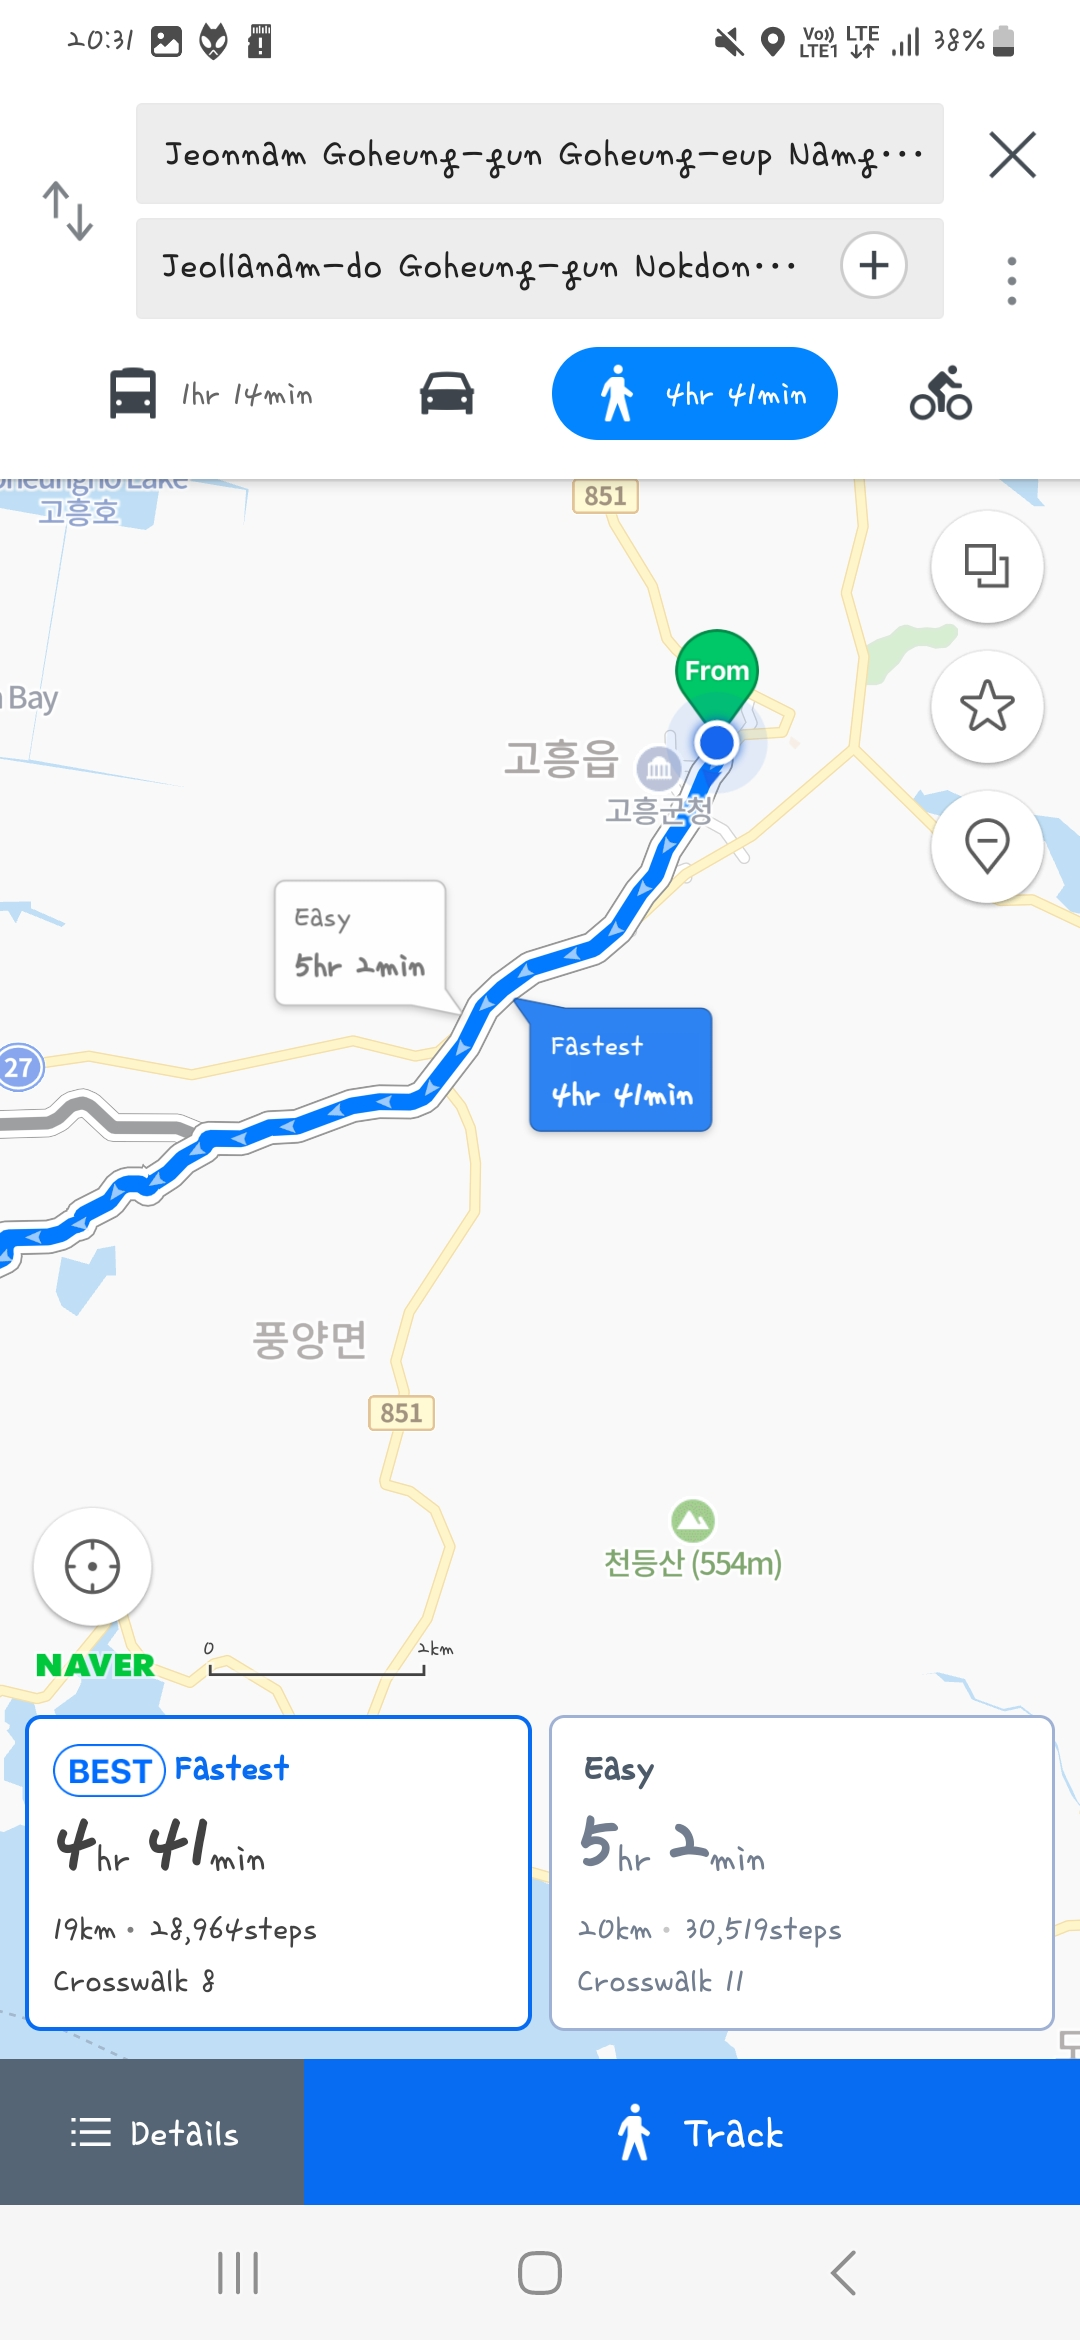 20:31
Vo)) LTE
LTE1
38%
Jeonnam Goheung-gun Goheung-eup Namg···
Jeollanam-do Goheung-gun Nokdon···
1hr 14min
4hr 41min
Lake
고흥호
851
From
Bay
고흥읍
고흥군청
Easy
5hr 2min
27
Fastest
4hr 41min
풍양면
851
천등산 (554m)
NAVER
0 2km
BEST Fastest
4hr 41min
19km · 28,964steps
Crosswalk 8
Easy
5hr 2min
20km · 30,519steps
Crosswalk 11
Details
Track